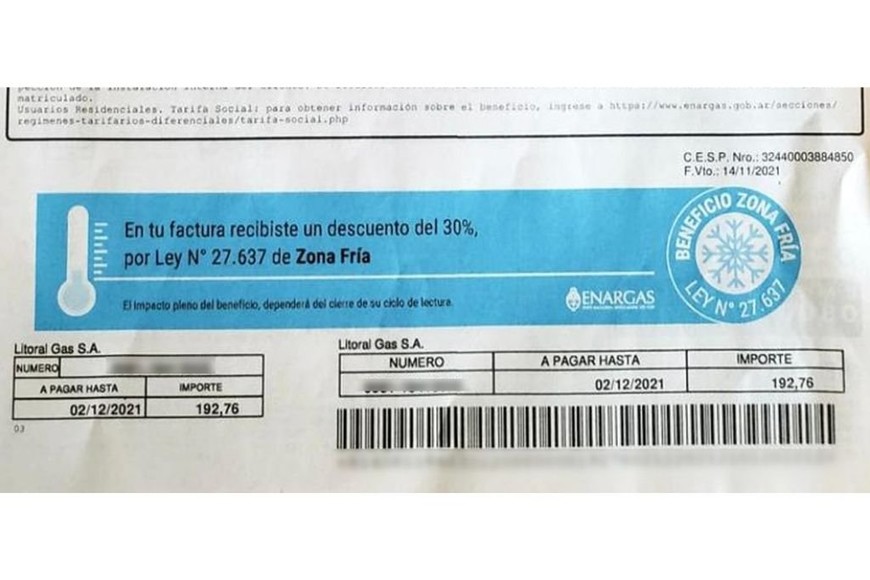 matriculado.
Usuarios Residenciales. Tarifa Social: para obtener información sobre el beneficio, ingrese a https://www.enargas.gob.ar/secciones/
regimenes-tarifarios-diferenciales/tarifa-social.php
C.E.S.P. Nro.: 32440003884850
F.Vto.: 14/11/2021
En tu factura recibiste un descuento del 30%,
por Ley N° 27.637 de Zona Fría
El impacto pleno del beneficio, dependerá del cierre de su ciclo de lectura.
ENARGAS
BENEFICIO ZONA FRÍA
LEY N° 27.637
Litoral Gas S.A.
NUMERO
A PAGAR HASTA IMPORTE
02/12/2021 192,76
03
Litoral Gas S.A.
NUMERO A PAGAR HASTA IMPORTE
02/12/2021 192,76